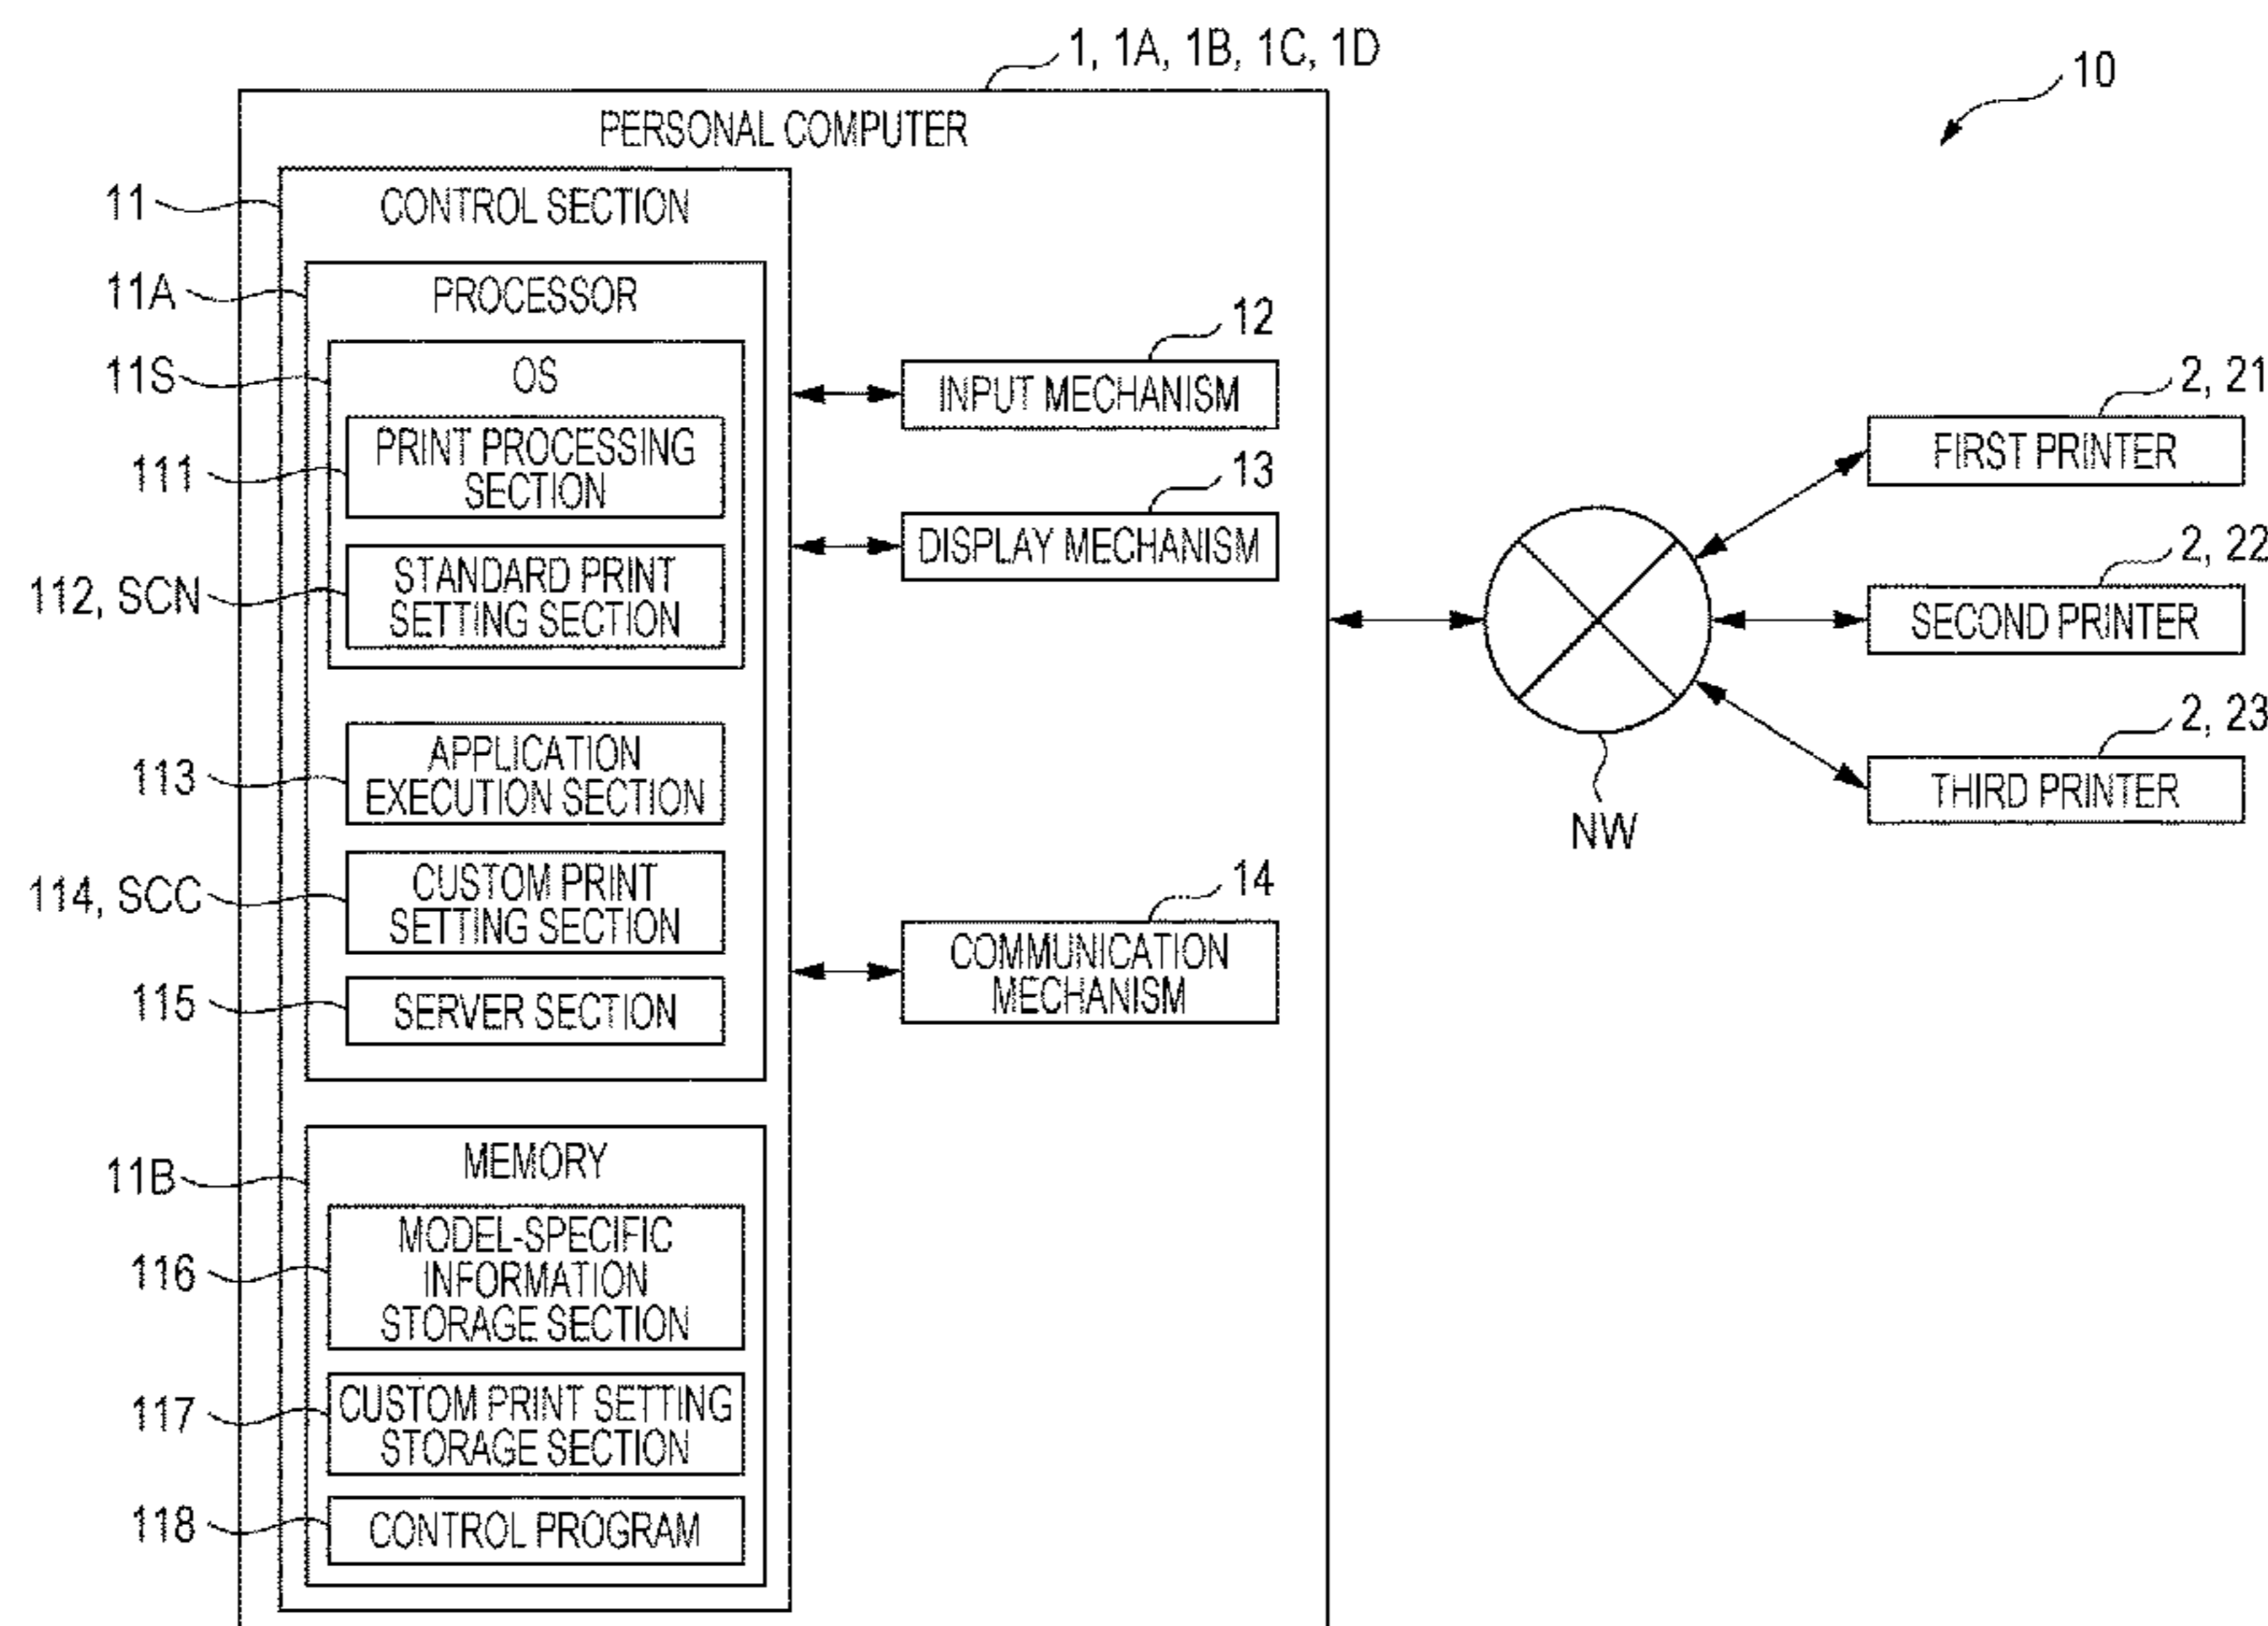 1, 1A, 1B, 1C, 1D
10
PERSONAL COMPUTER
11
CONTROL SECTION
11A
PROCESSOR
11S
OS
111
PRINT PROCESSING
SECTION
112, SCN
STANDARD PRINT
SETTING SECTION
113
APPLICATION
EXECUTION SECTION
114, SCC
CUSTOM PRINT
SETTING SECTION
115
SERVER SECTION
11B
MEMORY
116
MODEL-SPECIFIC
INFORMATION
STORAGE SECTION
117
CUSTOM PRINT SETTING
STORAGE SECTION
118
CONTROL PROGRAM
12
INPUT MECHANISM
13
DISPLAY MECHANISM
14
COMMUNICATION
MECHANISM
NW
2, 21
FIRST PRINTER
2, 22
SECOND PRINTER
2, 23
THIRD PRINTER